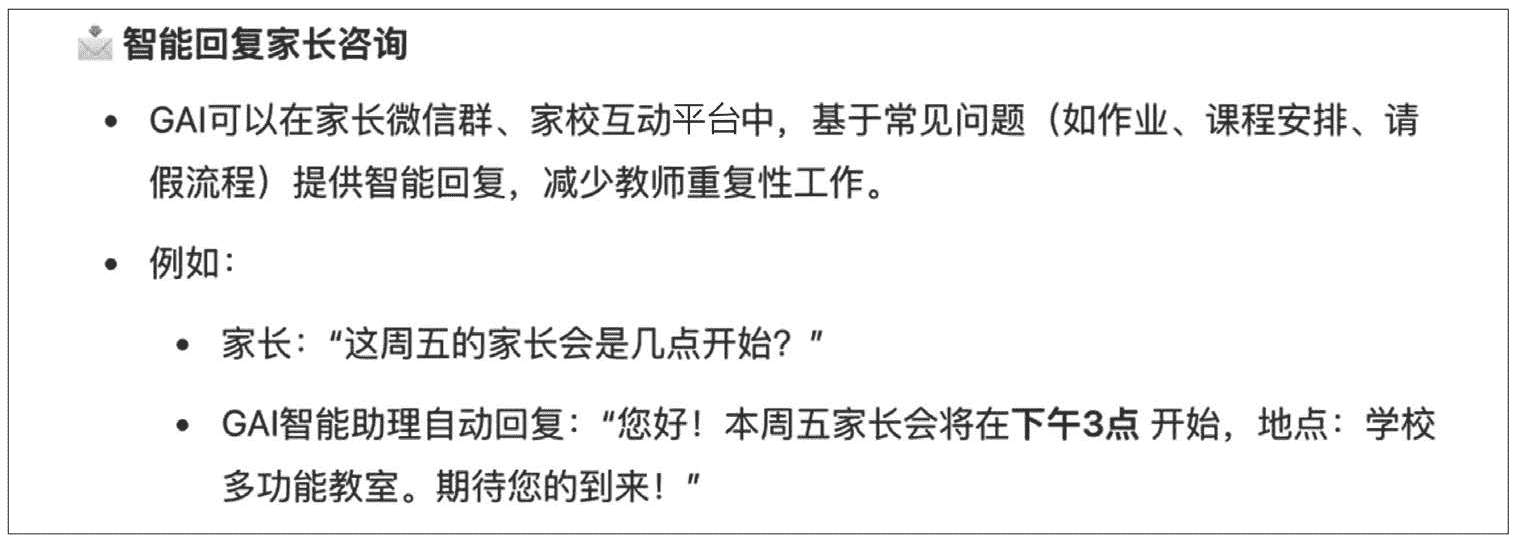 智能回复家长咨询
• GAI可以在家长微信群、家校互动平台中，基于常见问题（如作业、课程安排、请
假流程）提供智能回复，减少教师重复性工作。
• 例如：
• 家长：“这周五的家长会是几点开始？”
• GAI智能助理自动回复：“您好！本周五家长会将在下午3点 开始，地点：学校
多功能教室。期待您的到来！”